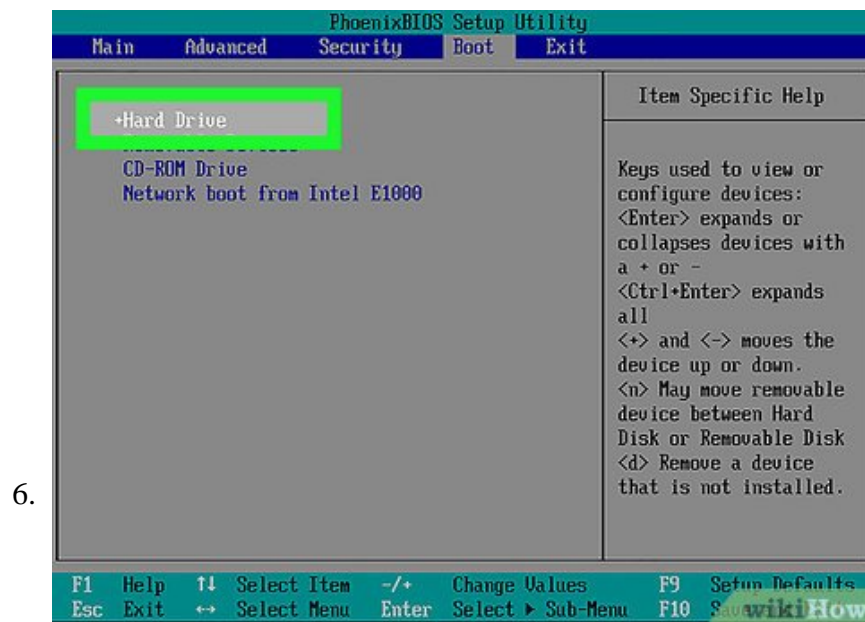 PhoenixBIOS Setup Utility
Main Advanced Security Boot Exit
Item Specific Help
+Hard Drive
CD-ROM Drive
Network boot from Intel E1000
Keys used to view or
configure devices:
<Enter> expands or
collapses devices with
a + or -
<Ctrl+Enter> expands
all
<+> and <-> moves the
device up or down.
<n> May move removable
device between Hard
Disk or Removable Disk
<d> Remove a device
that is not installed.
6.
F1 Help ↑↓ Select Item -/+ Change Values F9 Setup Defaults
Esc Exit ↔ Select Menu Enter Select ▶ Sub-Menu F10
wikiHow